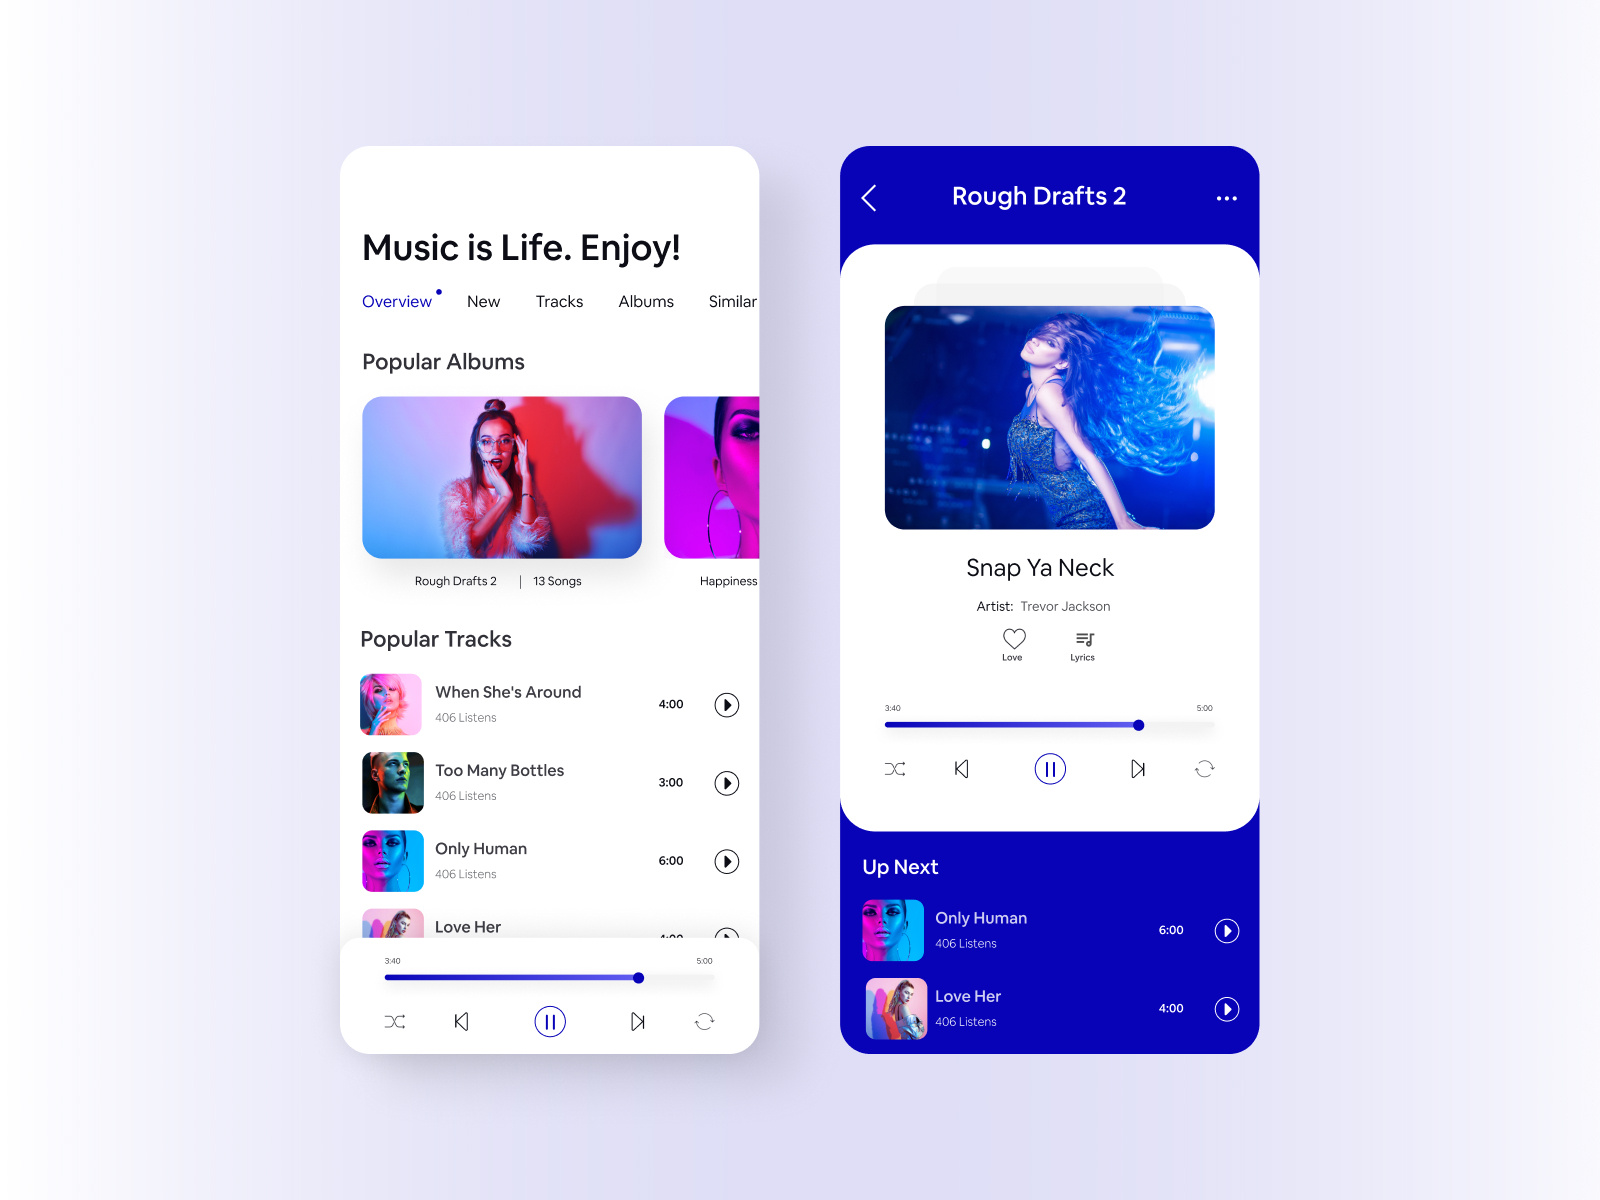 Music is Life. Enjoy!
Overview New Tracks Albums Similar
Popular Albums
Rough Drafts 2 | 13 Songs
Happiness
Popular Tracks
When She's Around
406 Listens
4:00
Too Many Bottles
406 Listens
3:00
Only Human
406 Listens
6:00
Love Her
4:00
3:40 5:00
Rough Drafts 2
Snap Ya Neck
Artist: Trevor Jackson
Love Lyrics
3:40 5:00
Up Next
Only Human
406 Listens
6:00
Love Her
406 Listens
4:00